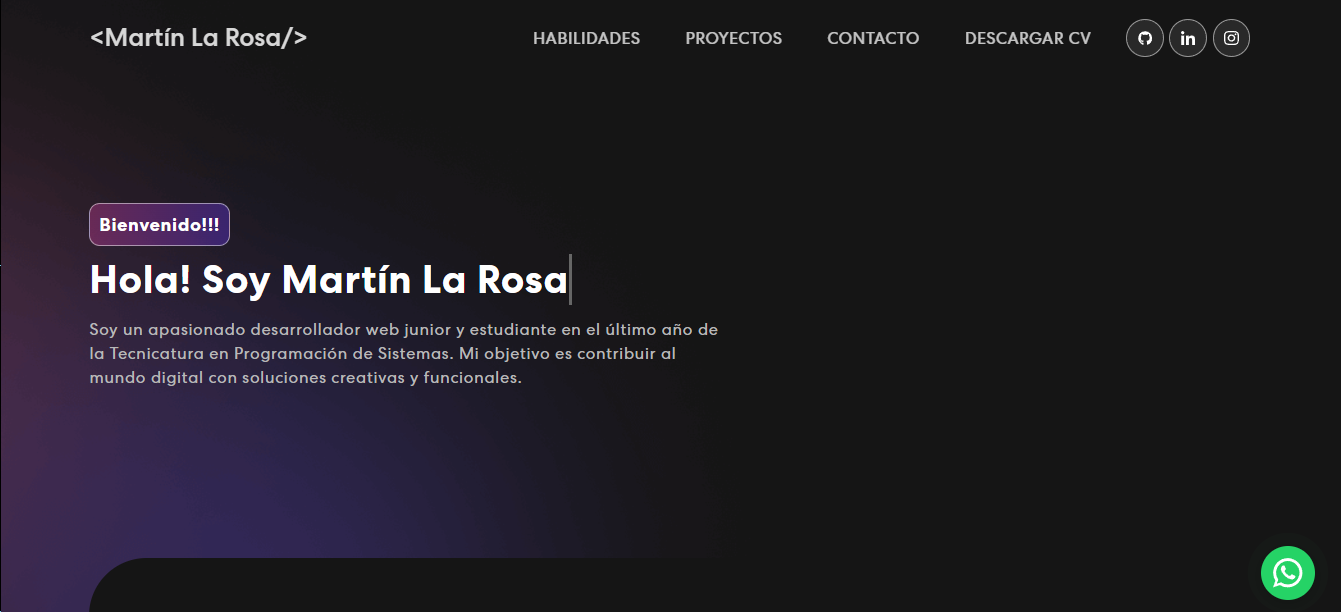 <Martín La Rosa/>
HABILIDADES PROYECTOS CONTACTO DESCARGAR CV
Bienvenido!!!
Hola! Soy Martín La Rosa
Soy un apasionado desarrollador web junior y estudiante en el último año de
la Tecnicatura en Programación de Sistemas. Mi objetivo es contribuir al
mundo digital con soluciones creativas y funcionales.